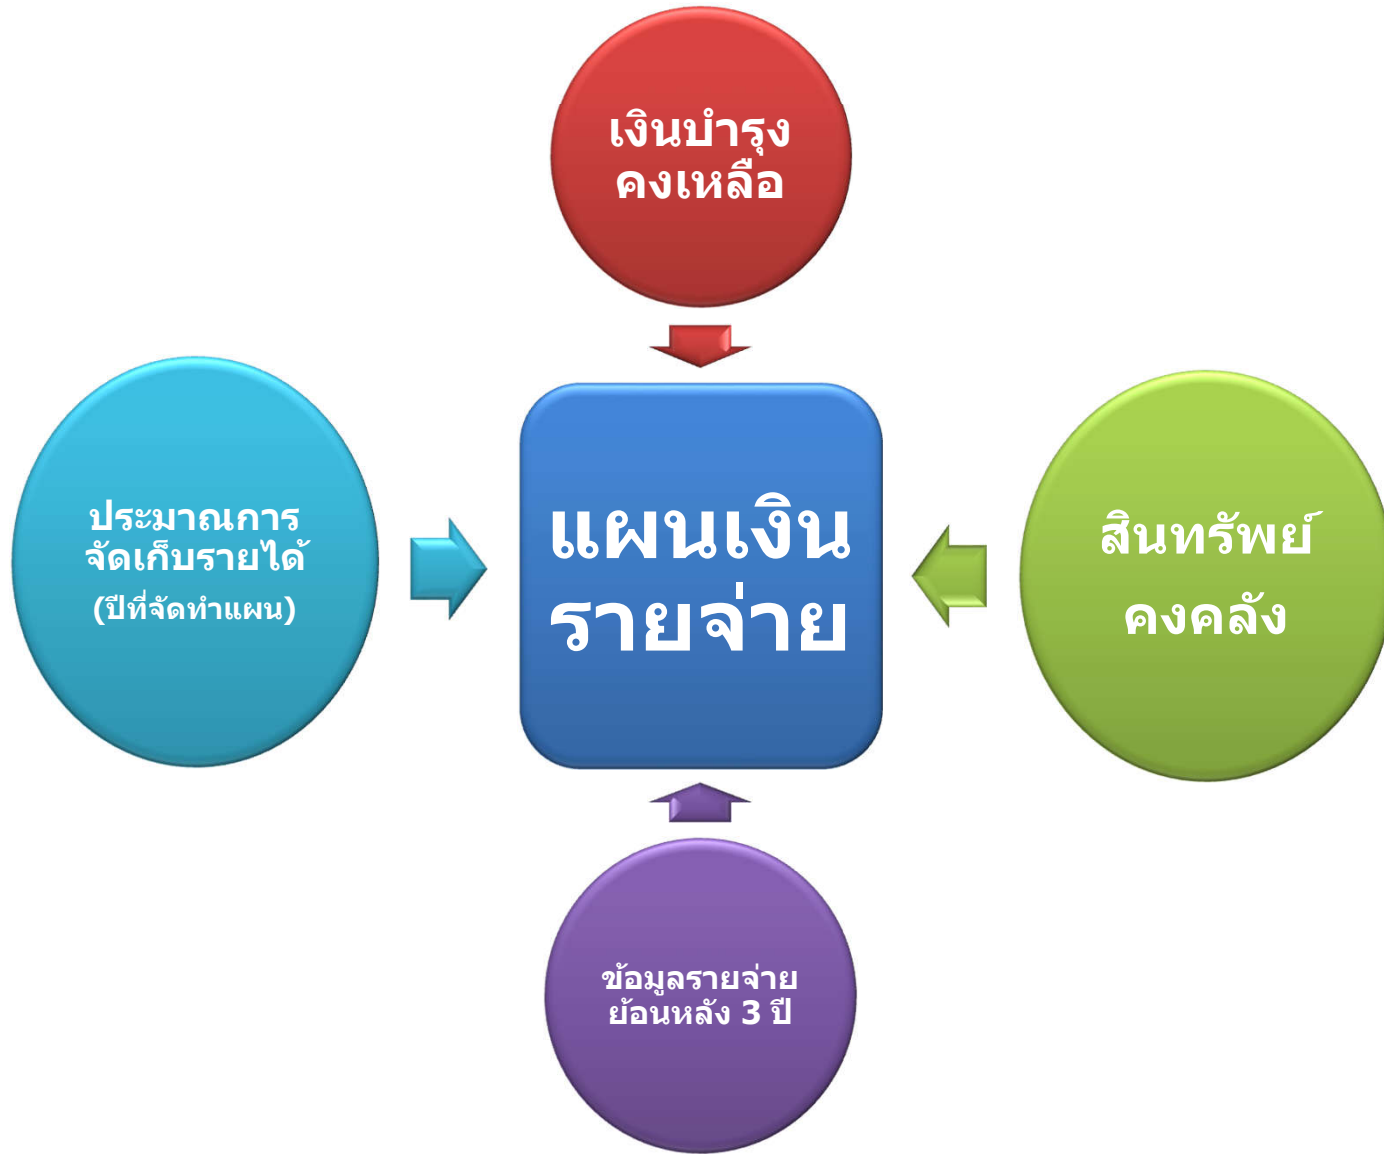 เงินบำรุง
คงเหลือ
ประมาณการ
จัดเก็บรายได้
(ปีที่จัดทำแผน)
แผนเงิน
รายจ่าย
สินทรัพย์
คงคลัง
ข้อมูลรายจ่าย
ย้อนหลัง 3 ปี